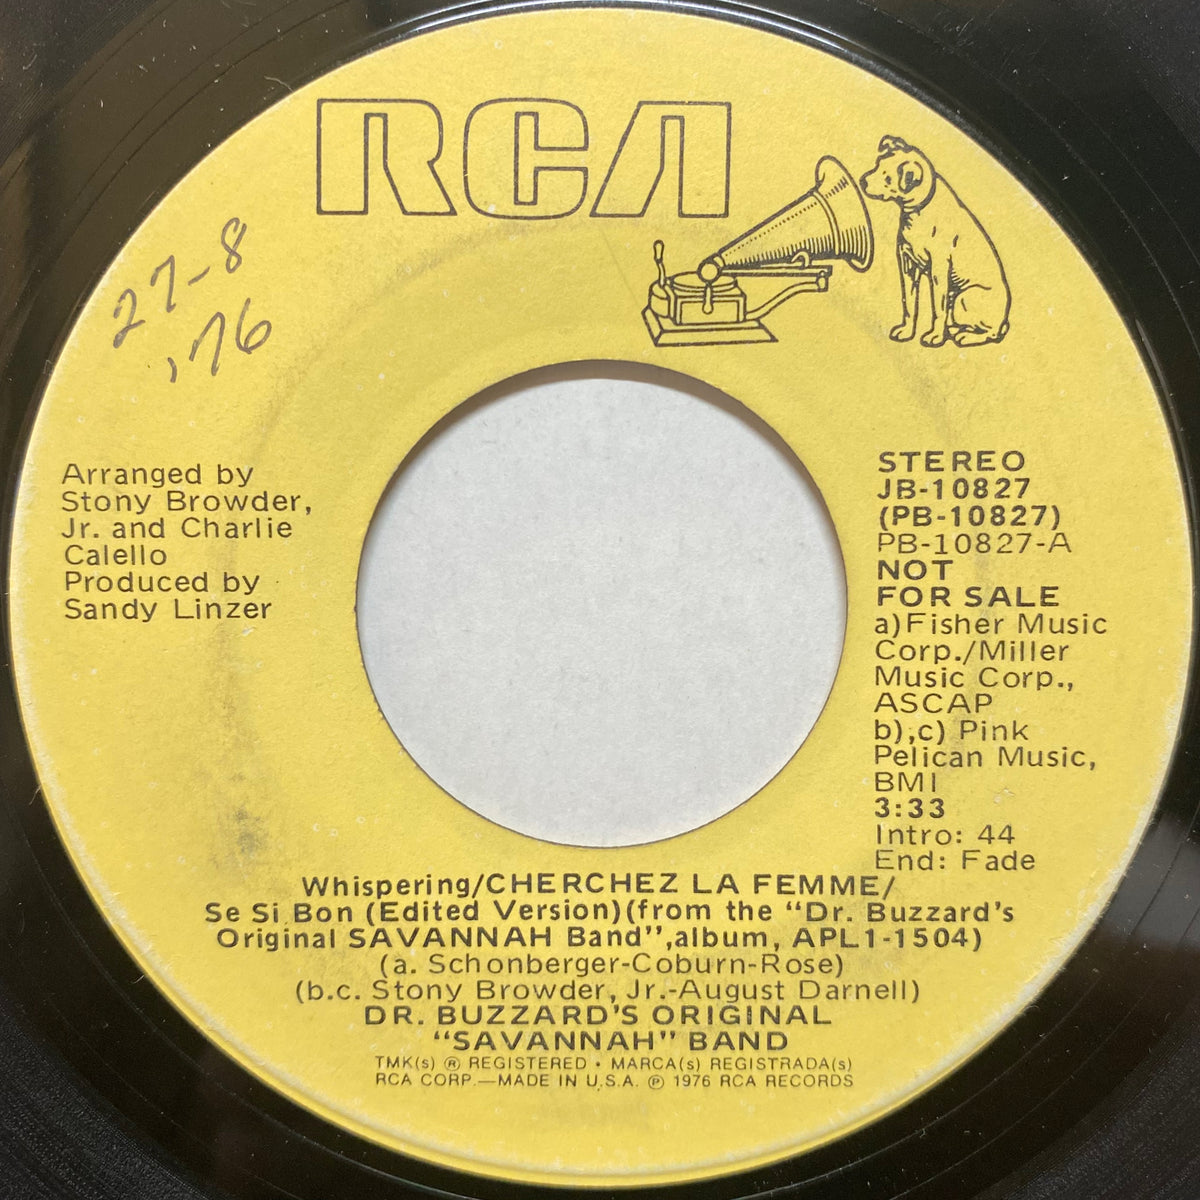 RCA
27-8
'76
Arranged by
Stony Browder,
Jr. and Charlie
Calello
Produced by
Sandy Linzer
STEREO
JB-10827
(PB-10827)
PB-10827-A
NOT
FOR SALE
a)Fisher Music
Corp./Miller
Music Corp.,
ASCAP
b),c) Pink
Pelican Music,
BMI
3:33
Intro: 44
End: Fade
Whispering/CHERCHEZ LA FEMME/
Se Si Bon (Edited Version)(from the "Dr. Buzzard's
Original SAVANNAH Band",album, APL1-1504)
(a. Schonberger-Coburn-Rose)
(b.c. Stony Browder, Jr.-August Darnell)
DR. BUZZARD'S ORIGINAL
"SAVANNAH" BAND
TMK(s) ® REGISTERED • MARCA(s) REGISTRADA(s)
RCA CORP.—MADE IN U.S.A. ℗ 1976 RCA RECORDS